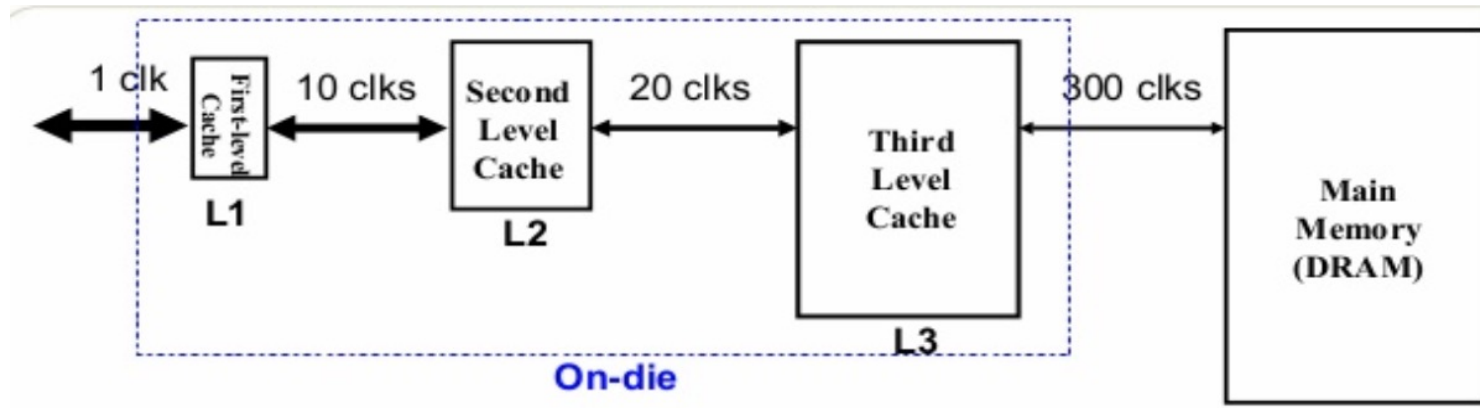 1 clk
First-level
Cache
L1
10 clks
Second
Level
Cache
L2
20 clks
Third
Level
Cache
L3
300 clks
Main
Memory
(DRAM)
On-die